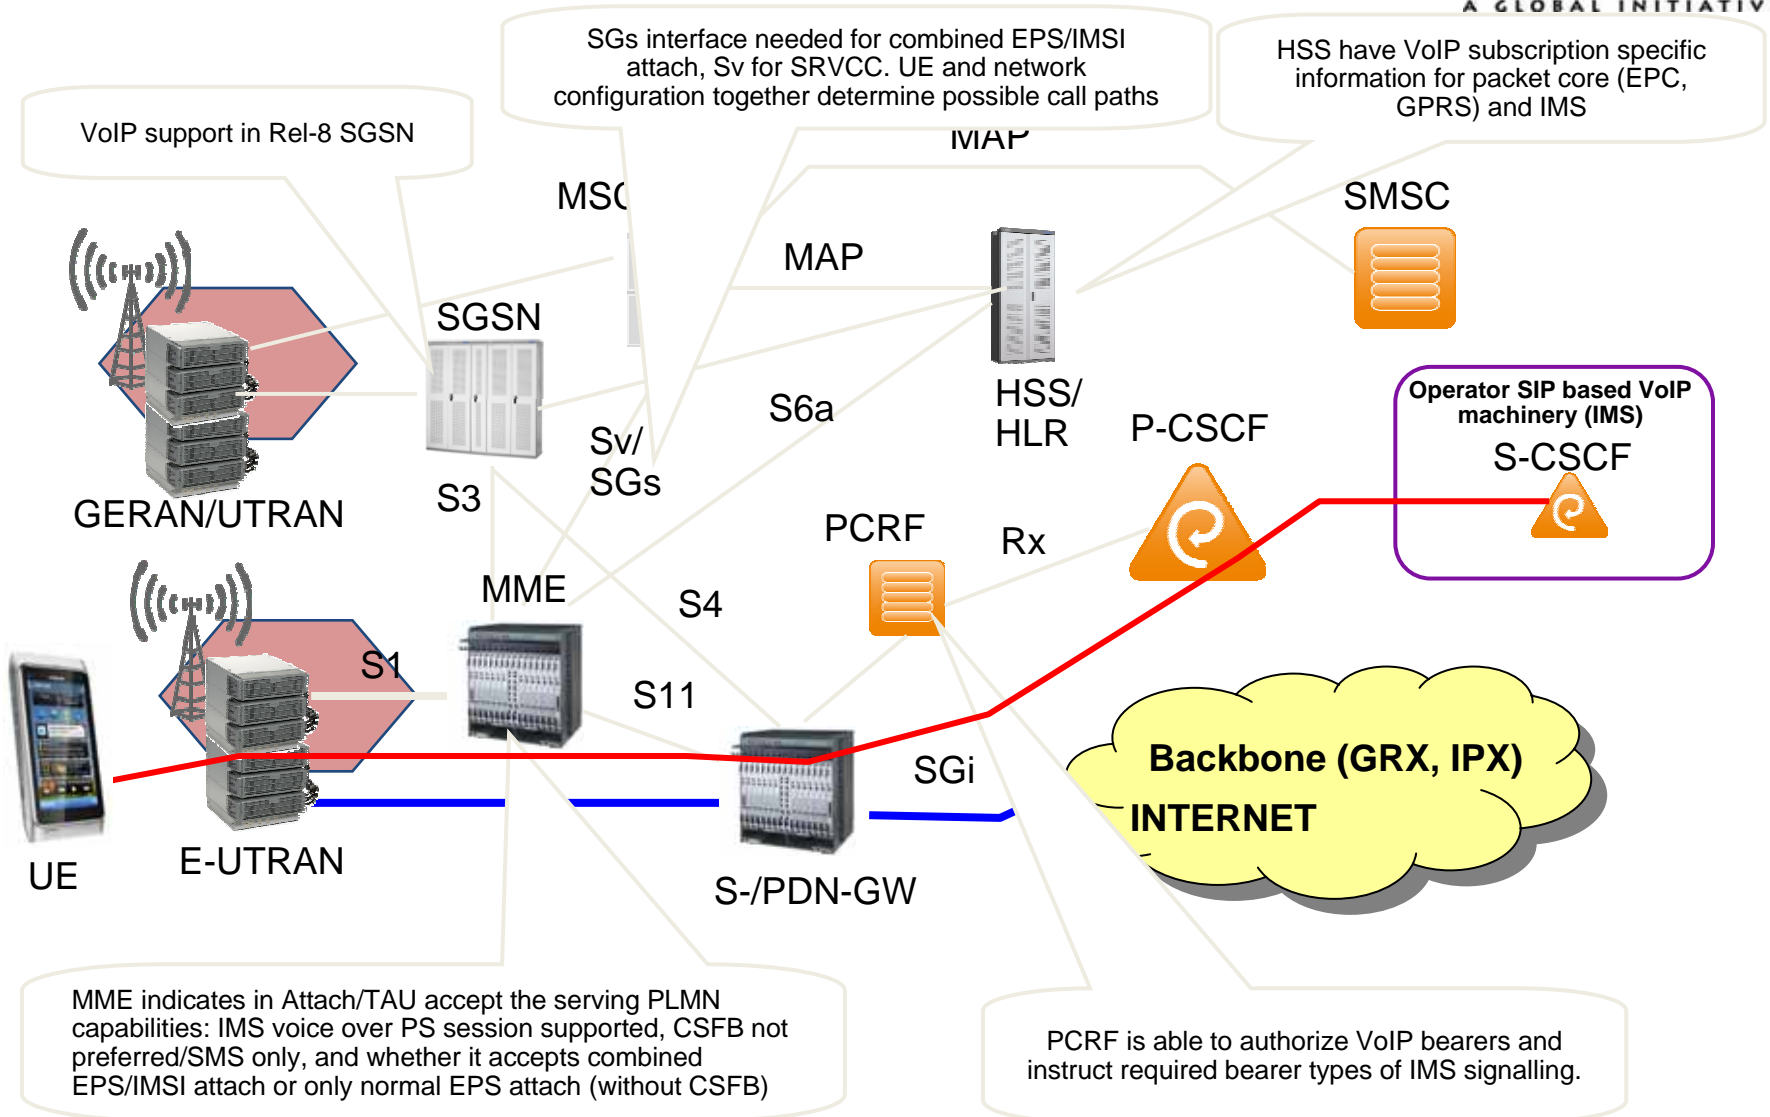 A GLOBAL INITIATIV
SGs interface needed for combined EPS/IMSI
attach, Sv for SRVCC. UE and network
configuration together determine possible call paths
HSS have VoIP subscription specific
information for packet core (EPC,
GPRS) and IMS
VoIP support in Rel-8 SGSN
MAP
MSC
SMSC
MAP
SGSN
HSS/
HLR
S6a
Operator SIP based VoIP
machinery (IMS)
S-CSCF
P-CSCF
Sv/
SGs
S3
GERAN/UTRAN
PCRF
Rx
MME
S4
S1
S11
SGi
Backbone (GRX, IPX)
INTERNET
UE
E-UTRAN
S-/PDN-GW
MME indicates in Attach/TAU accept the serving PLMN
capabilities: IMS voice over PS session supported, CSFB not
preferred/SMS only, and whether it accepts combined
EPS/IMSI attach or only normal EPS attach (without CSFB)
PCRF is able to authorize VoIP bearers and
instruct required bearer types of IMS signalling.